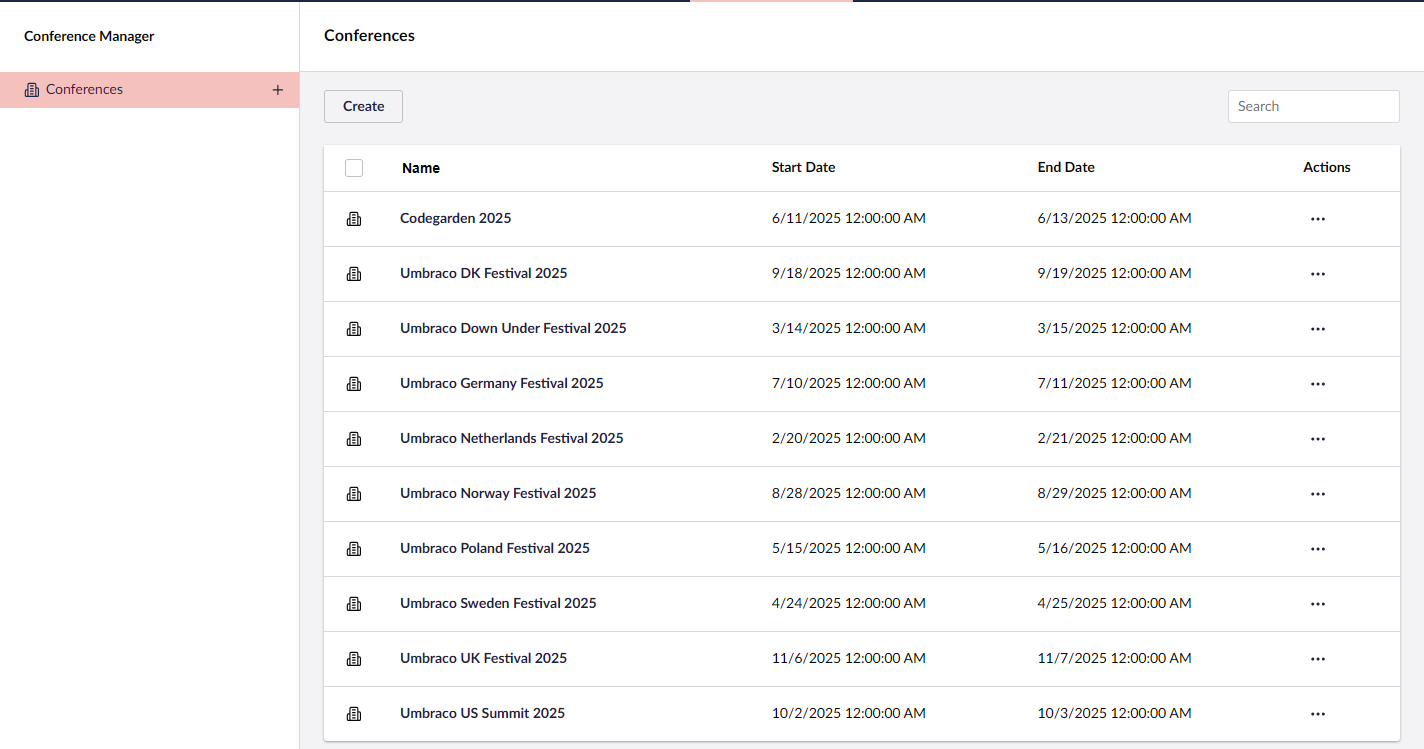 Conference Manager
Conferences
Conferences
Create
Search
Name Start Date End Date Actions
Codegarden 2025 6/11/2025 12:00:00 AM 6/13/2025 12:00:00 AM
Umbraco DK Festival 2025 9/18/2025 12:00:00 AM 9/19/2025 12:00:00 AM
Umbraco Down Under Festival 2025 3/14/2025 12:00:00 AM 3/15/2025 12:00:00 AM
Umbraco Germany Festival 2025 7/10/2025 12:00:00 AM 7/11/2025 12:00:00 AM
Umbraco Netherlands Festival 2025 2/20/2025 12:00:00 AM 2/21/2025 12:00:00 AM
Umbraco Norway Festival 2025 8/28/2025 12:00:00 AM 8/29/2025 12:00:00 AM
Umbraco Poland Festival 2025 5/15/2025 12:00:00 AM 5/16/2025 12:00:00 AM
Umbraco Sweden Festival 2025 4/24/2025 12:00:00 AM 4/25/2025 12:00:00 AM
Umbraco UK Festival 2025 11/6/2025 12:00:00 AM 11/7/2025 12:00:00 AM
Umbraco US Summit 2025 10/2/2025 12:00:00 AM 10/3/2025 12:00:00 AM